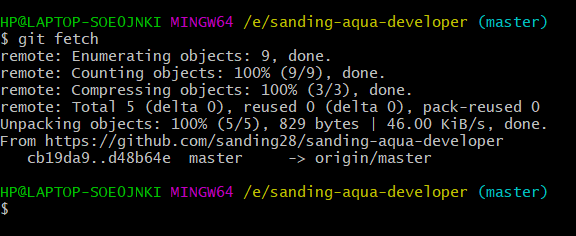 HP@LAPTOP-SOEOJNKI MINGW64 /e/sanding-aqua-developer (master)
$ git fetch
remote: Enumerating objects: 9, done.
remote: Counting objects: 100% (9/9), done.
remote: Compressing objects: 100% (3/3), done.
remote: Total 5 (delta 0), reused 0 (delta 0), pack-reused 0
Unpacking objects: 100% (5/5), 829 bytes | 46.00 KiB/s, done.
From https://github.com/sanding28/sanding-aqua-developer
   cb19da9..d48b64e  master     -> origin/master
HP@LAPTOP-SOEOJNKI MINGW64 /e/sanding-aqua-developer (master)
$